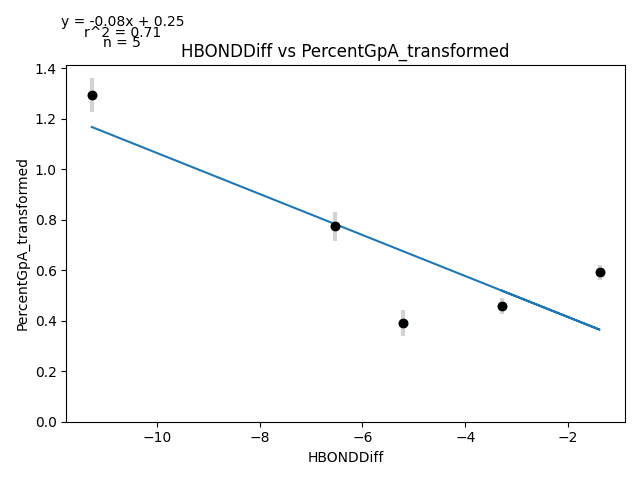 y = -0.08x + 0.25
r^2 = 0.71
n = 5
HBONDDiff vs PercentGpA_transformed
1.4
1.2
1.0
0.8
0.6
0.4
0.2
0.0
PercentGpA_transformed
−10
−8
−6
−4
−2
HBONDDiff